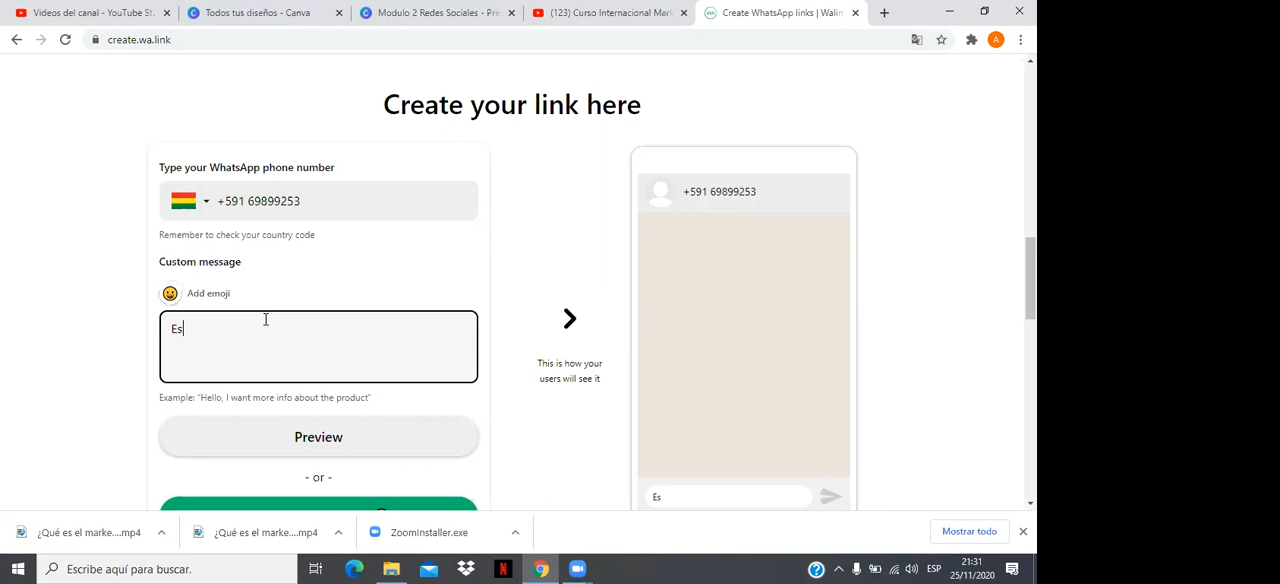 Videos del canal - YouTube St. × Todos tus diseños - Canva × Modulo 2 Redes Sociales - Pre × (123) Curso Internacional Mark × Create WhatsApp links | Walin ×
create.wa.link A
Create your link here
Type your WhatsApp phone number
+591 69899253
Remember to check your country code
Custom message
Add emoji
Es
Example: "Hello, I want more info about the product"
Preview
- or -
+591 69899253
This is how your
users will see it
Es
¿Qué es el marke....mp4 ¿Qué es el marke....mp4 ZoomInstaller.exe Mostrar todo
Escribe aquí para buscar. ESP 21:31
25/11/2020